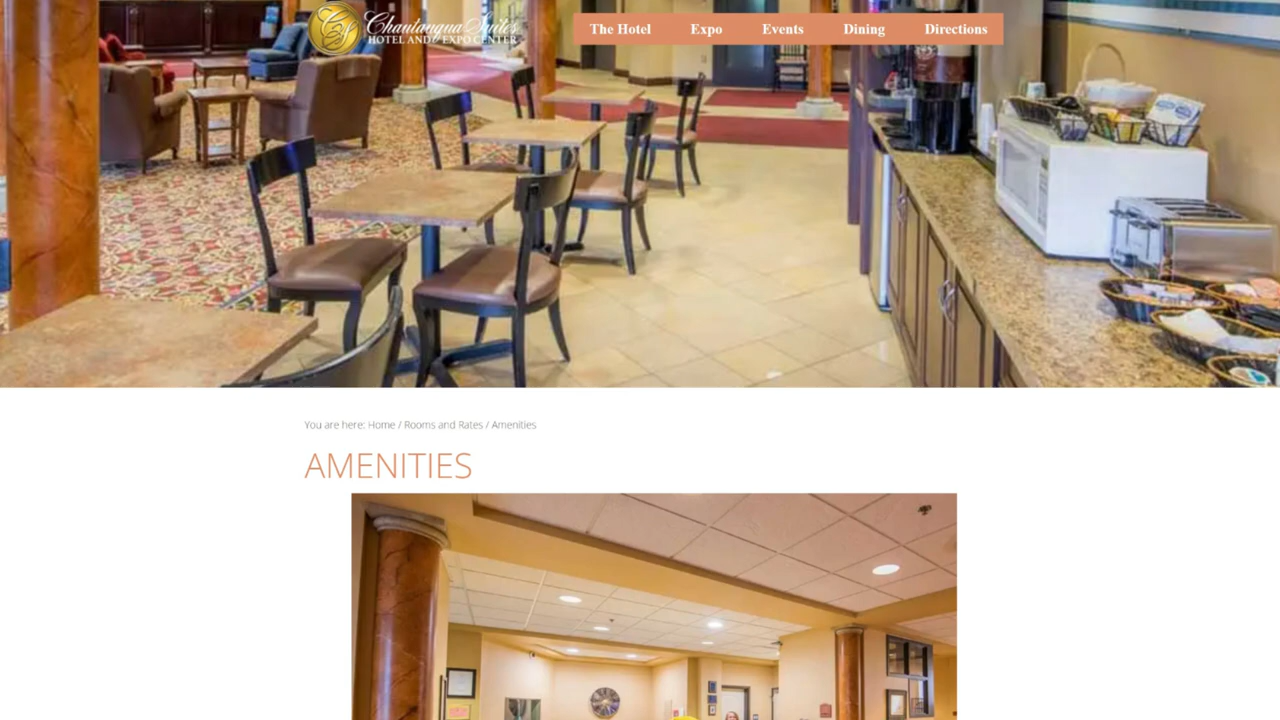 Chautauqua Suites
HOTEL AND EXPO CENTER
The Hotel
Expo
Events
Dining
Directions
You are here: Home / Rooms and Rates / Amenities
AMENITIES